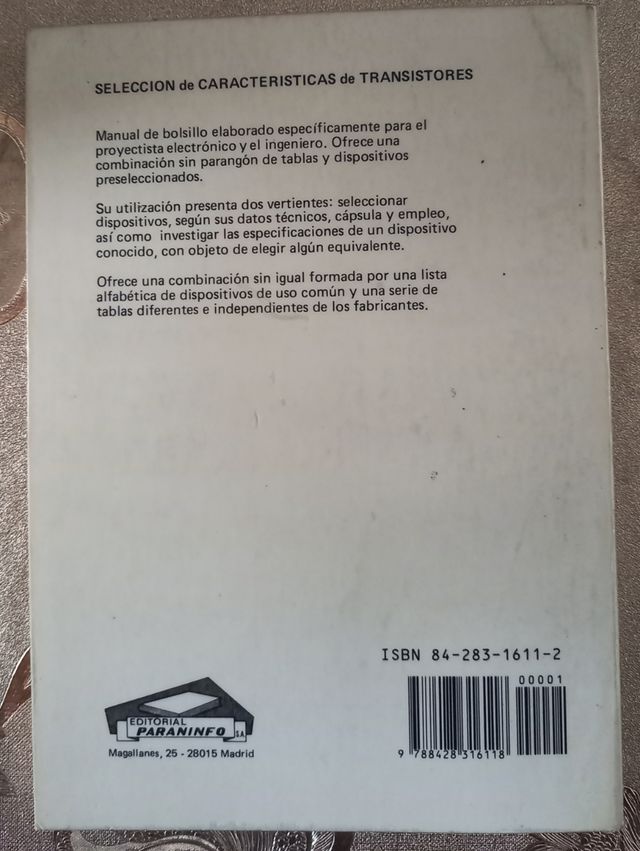 SELECCION de CARACTERISTICAS de TRANSISTORES
Manual de bolsillo elaborado específicamente para el
proyectista electrónico y el ingeniero. Ofrece una
combinación sin parangón de tablas y dispositivos
preseleccionados.
Su utilización presenta dos vertientes: seleccionar
dispositivos, según sus datos técnicos, cápsula y empleo,
así como investigar las especificaciones de un dispositivo
conocido, con objeto de elegir algún equivalente.
Ofrece una combinación sin igual formada por una lista
alfabética de dispositivos de uso común y una serie de
tablas diferentes e independientes de los fabricantes.
ISBN 84-283-1611-2
00001
9 788428 316118
EDITORIAL
PARANINFO SA
Magallanes, 25 - 28015 Madrid